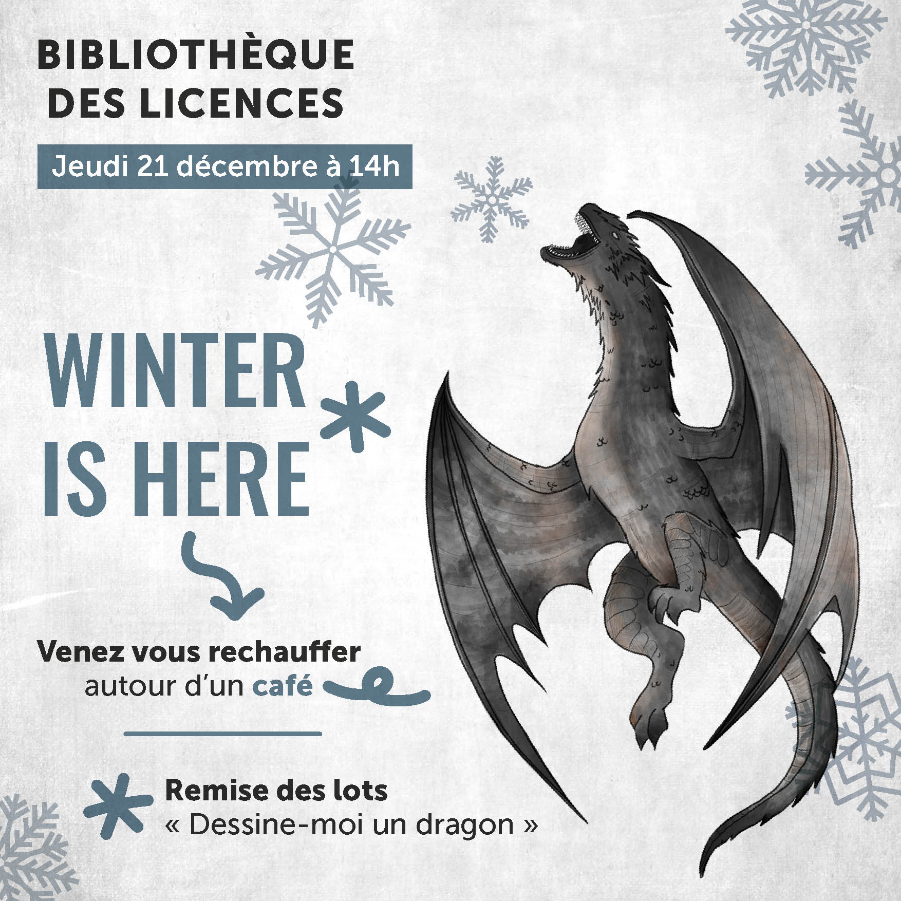 BIBLIOTHÈQUE
DES LICENCES
Jeudi 21 décembre à 14h
WINTER
IS HERE*
Venez vous rechauffer
autour d'un café
* Remise des lots
« Dessine-moi un dragon »